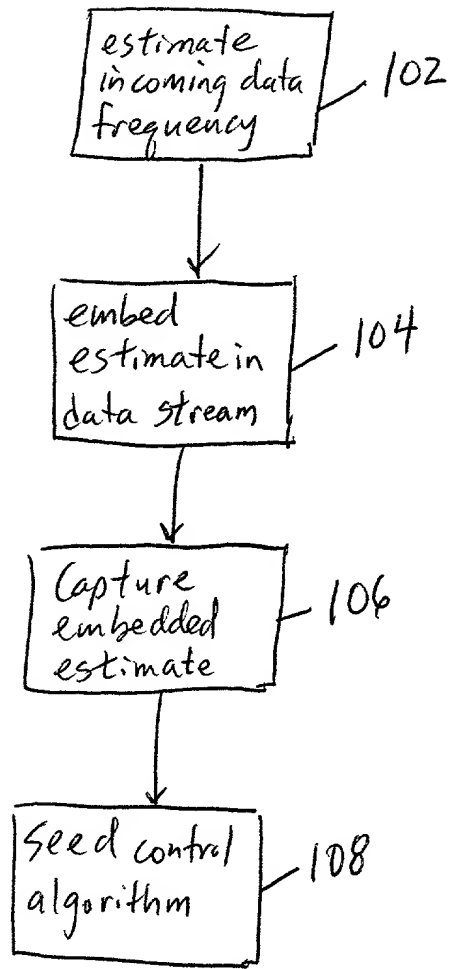 estimate
incoming data
frequency
102
embed
estimate in
data stream
104
Capture
embedded
estimate
106
Seed control
algorithm
108